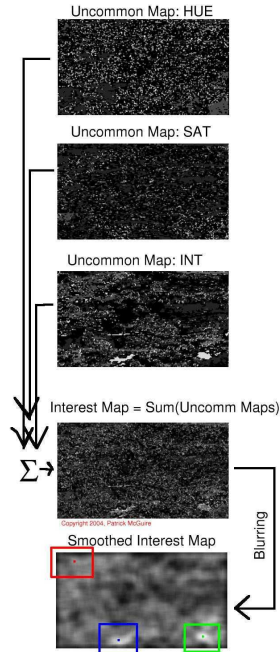 Uncommon Map: HUE
Uncommon Map: SAT
Uncommon Map: INT
Interest Map = Sum(Uncomm Maps)
Σ
Copyright 2004, Patrick McGuire
Blurring
Smoothed Interest Map